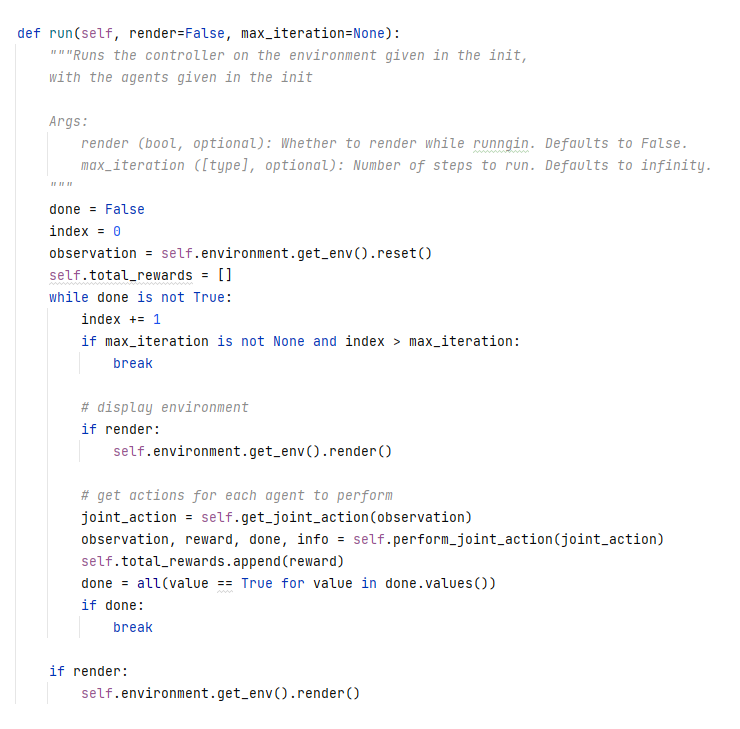 def run(self, render=False, max_iteration=None):
    """Runs the controller on the environment given in the init,
    with the agents given in the init

    Args:
        render (bool, optional): Whether to render while runngin. Defaults to False.
        max_iteration ([type], optional): Number of steps to run. Defaults to infinity.
    """
    done = False
    index = 0
    observation = self.environment.get_env().reset()
    self.total_rewards = []
    while done is not True:
        index += 1
        if max_iteration is not None and index > max_iteration:
            break

        # display environment
        if render:
            self.environment.get_env().render()

        # get actions for each agent to perform
        joint_action = self.get_joint_action(observation)
        observation, reward, done, info = self.perform_joint_action(joint_action)
        self.total_rewards.append(reward)
        done = all(value == True for value in done.values())
        if done:
            break

    if render:
        self.environment.get_env().render()